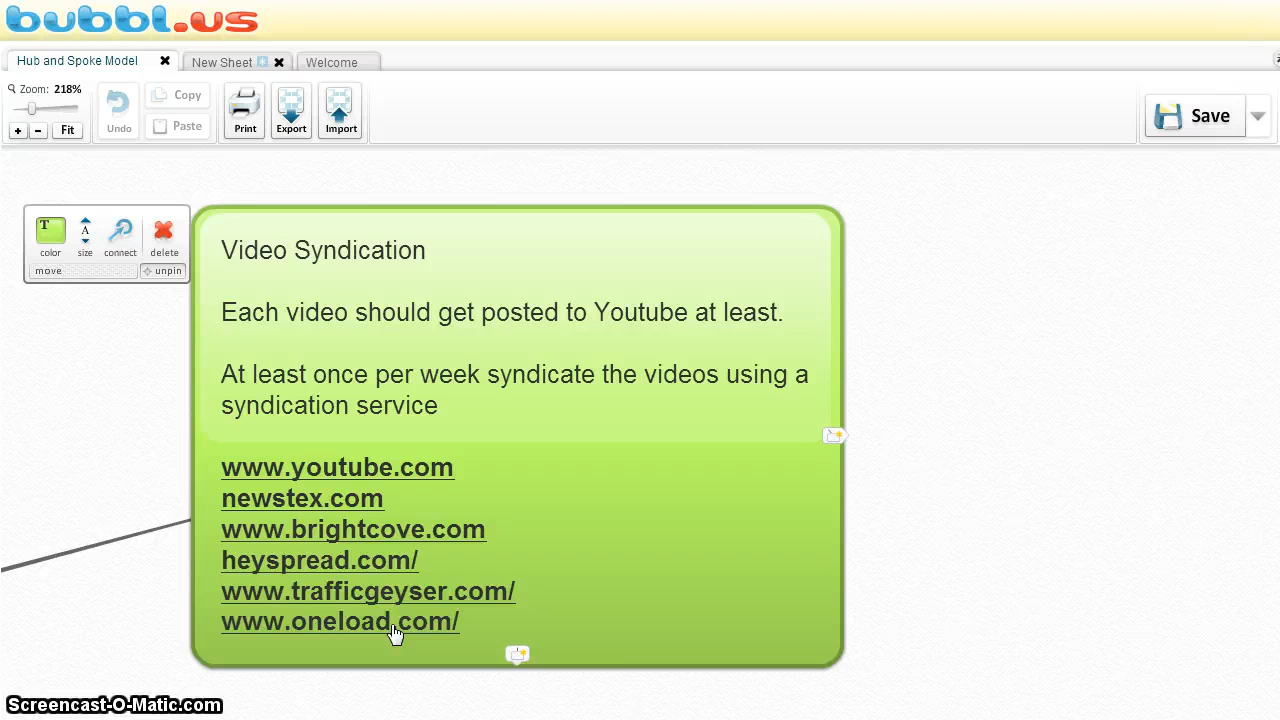 bubbl.us
Hub and Spoke Model
New Sheet
Welcome
Zoom: 218%
+ - Fit
Undo
Copy
Paste
Print
Export
Import
Save
T
A
color
size
connect
delete
move
unpin
Video Syndication
Each video should get posted to Youtube at least.
At least once per week syndicate the videos using a
syndication service
www.youtube.com
newstex.com
www.brightcove.com
heyspread.com/
www.trafficgeyser.com/
www.oneload.com/
Screencast-O-Matic.com